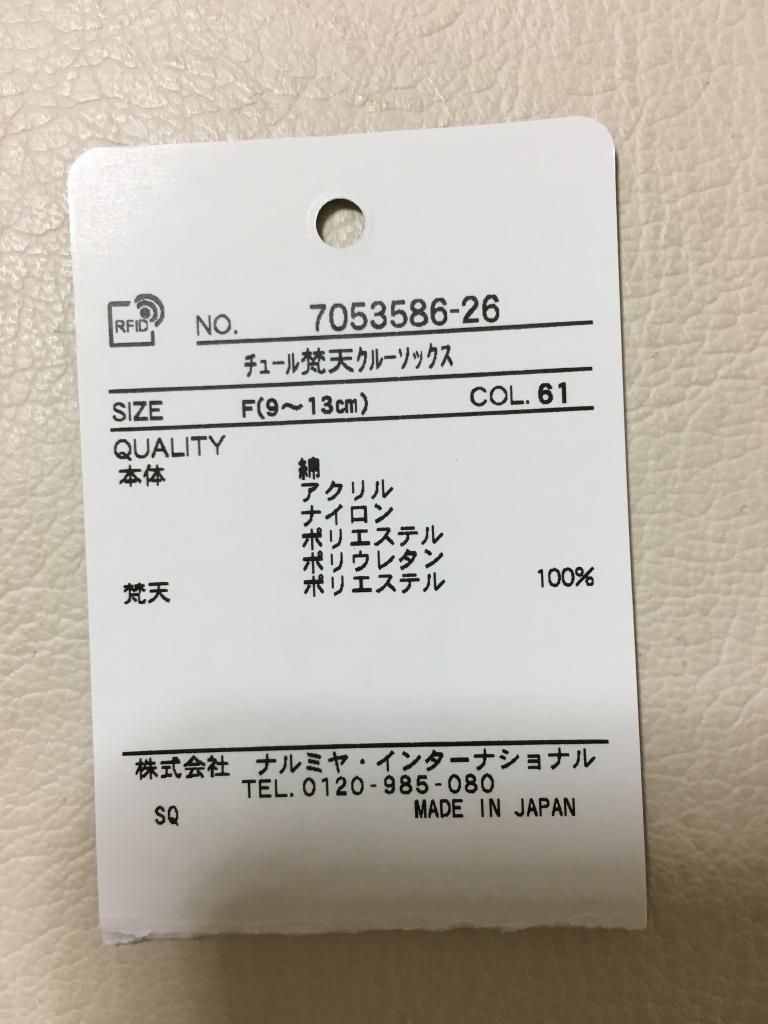 RFID NO. 7053586-26
チュール梵天クルーソックス
SIZE F(9〜13cm) COL. 61
QUALITY
本体 綿
アクリル
ナイロン
ポリエステル
ポリウレタン
梵天 ポリエステル 100%
株式会社 ナルミヤ・インターナショナル
TEL. 0120-985-080
SQ MADE IN JAPAN